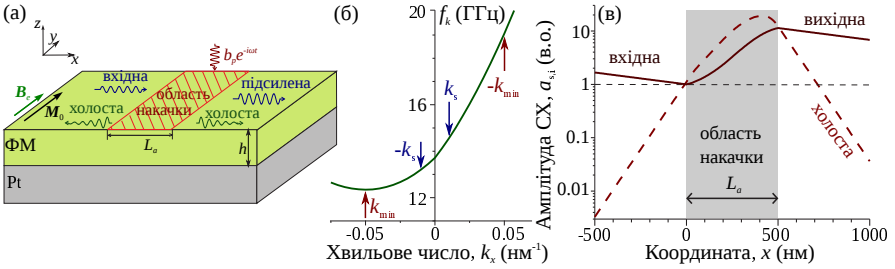 (а)
z
y
x
b_p e^{-iωt}
B_e
M_0
вхідна
область
накачки
підсилена
холоста
холоста
ФМ
L_a
h
Pt
(б)
f_k (ГГц)
20
16
12
k_s
-k_s
-k_min
k_min
-0.05
0
0.05
Хвильове число, k_x (нм⁻¹)
(в)
Амплітуда СХ, a_{s,i} (в.о.)
10
1
0.1
0.01
вхідна
вихідна
холоста
область
накачки
L_a
-500
0
500
1000
Координата, x (нм)